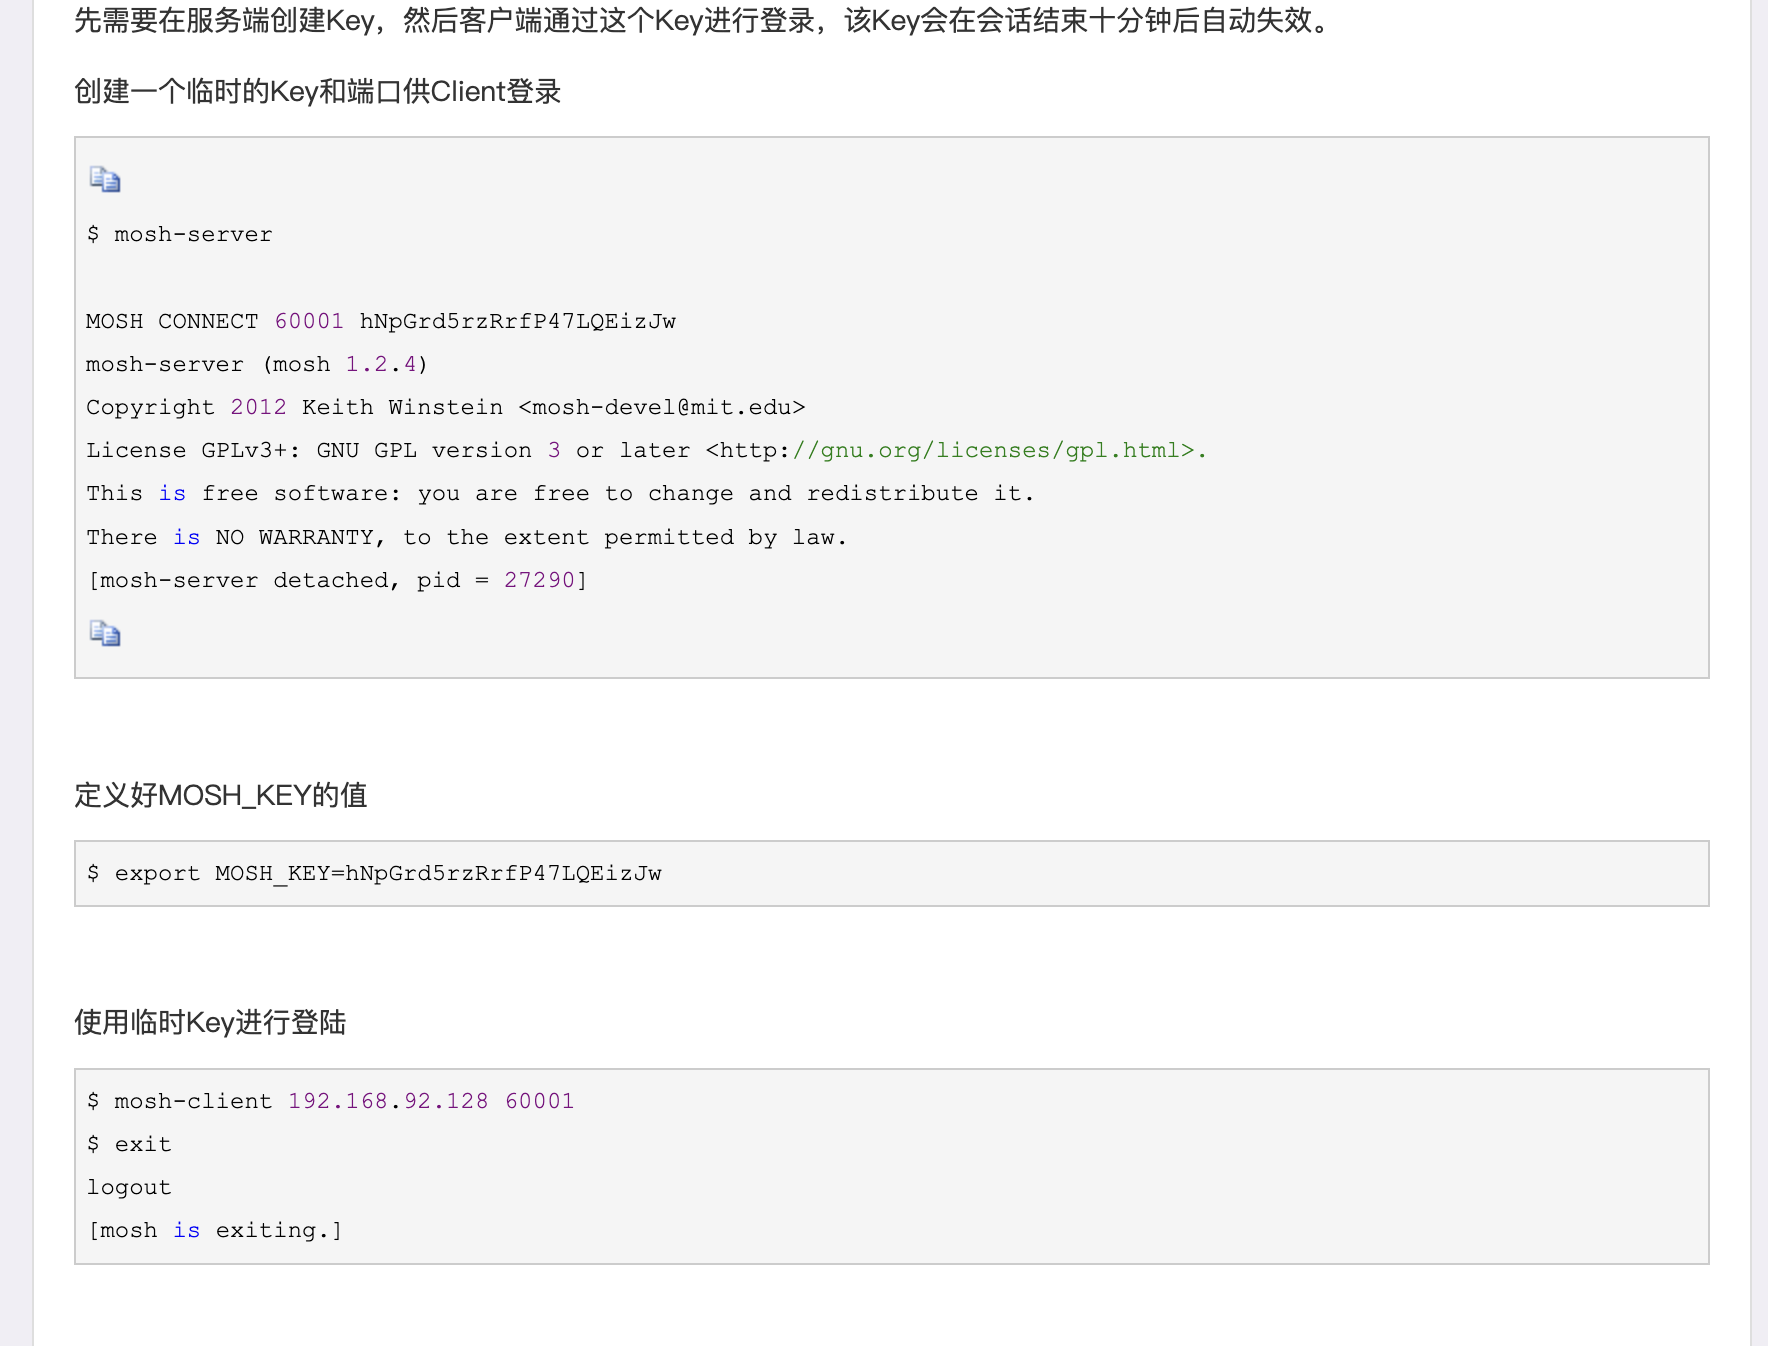 先需要在服务端创建Key，然后客户端通过这个Key进行登录，该Key会在会话结束十分钟后自动失效。
创建一个临时的Key和端口供Client登录
$ mosh-server
MOSH CONNECT 60001 hNpGrd5rzRrfP47LQEizJw
mosh-server (mosh 1.2.4)
Copyright 2012 Keith Winstein <mosh-devel@mit.edu>
License GPLv3+: GNU GPL version 3 or later <http://gnu.org/licenses/gpl.html>.
This is free software: you are free to change and redistribute it.
There is NO WARRANTY, to the extent permitted by law.
[mosh-server detached, pid = 27290]
定义好MOSH_KEY的值
$ export MOSH_KEY=hNpGrd5rzRrfP47LQEizJw
使用临时Key进行登陆
$ mosh-client 192.168.92.128 60001
$ exit
logout
[mosh is exiting.]